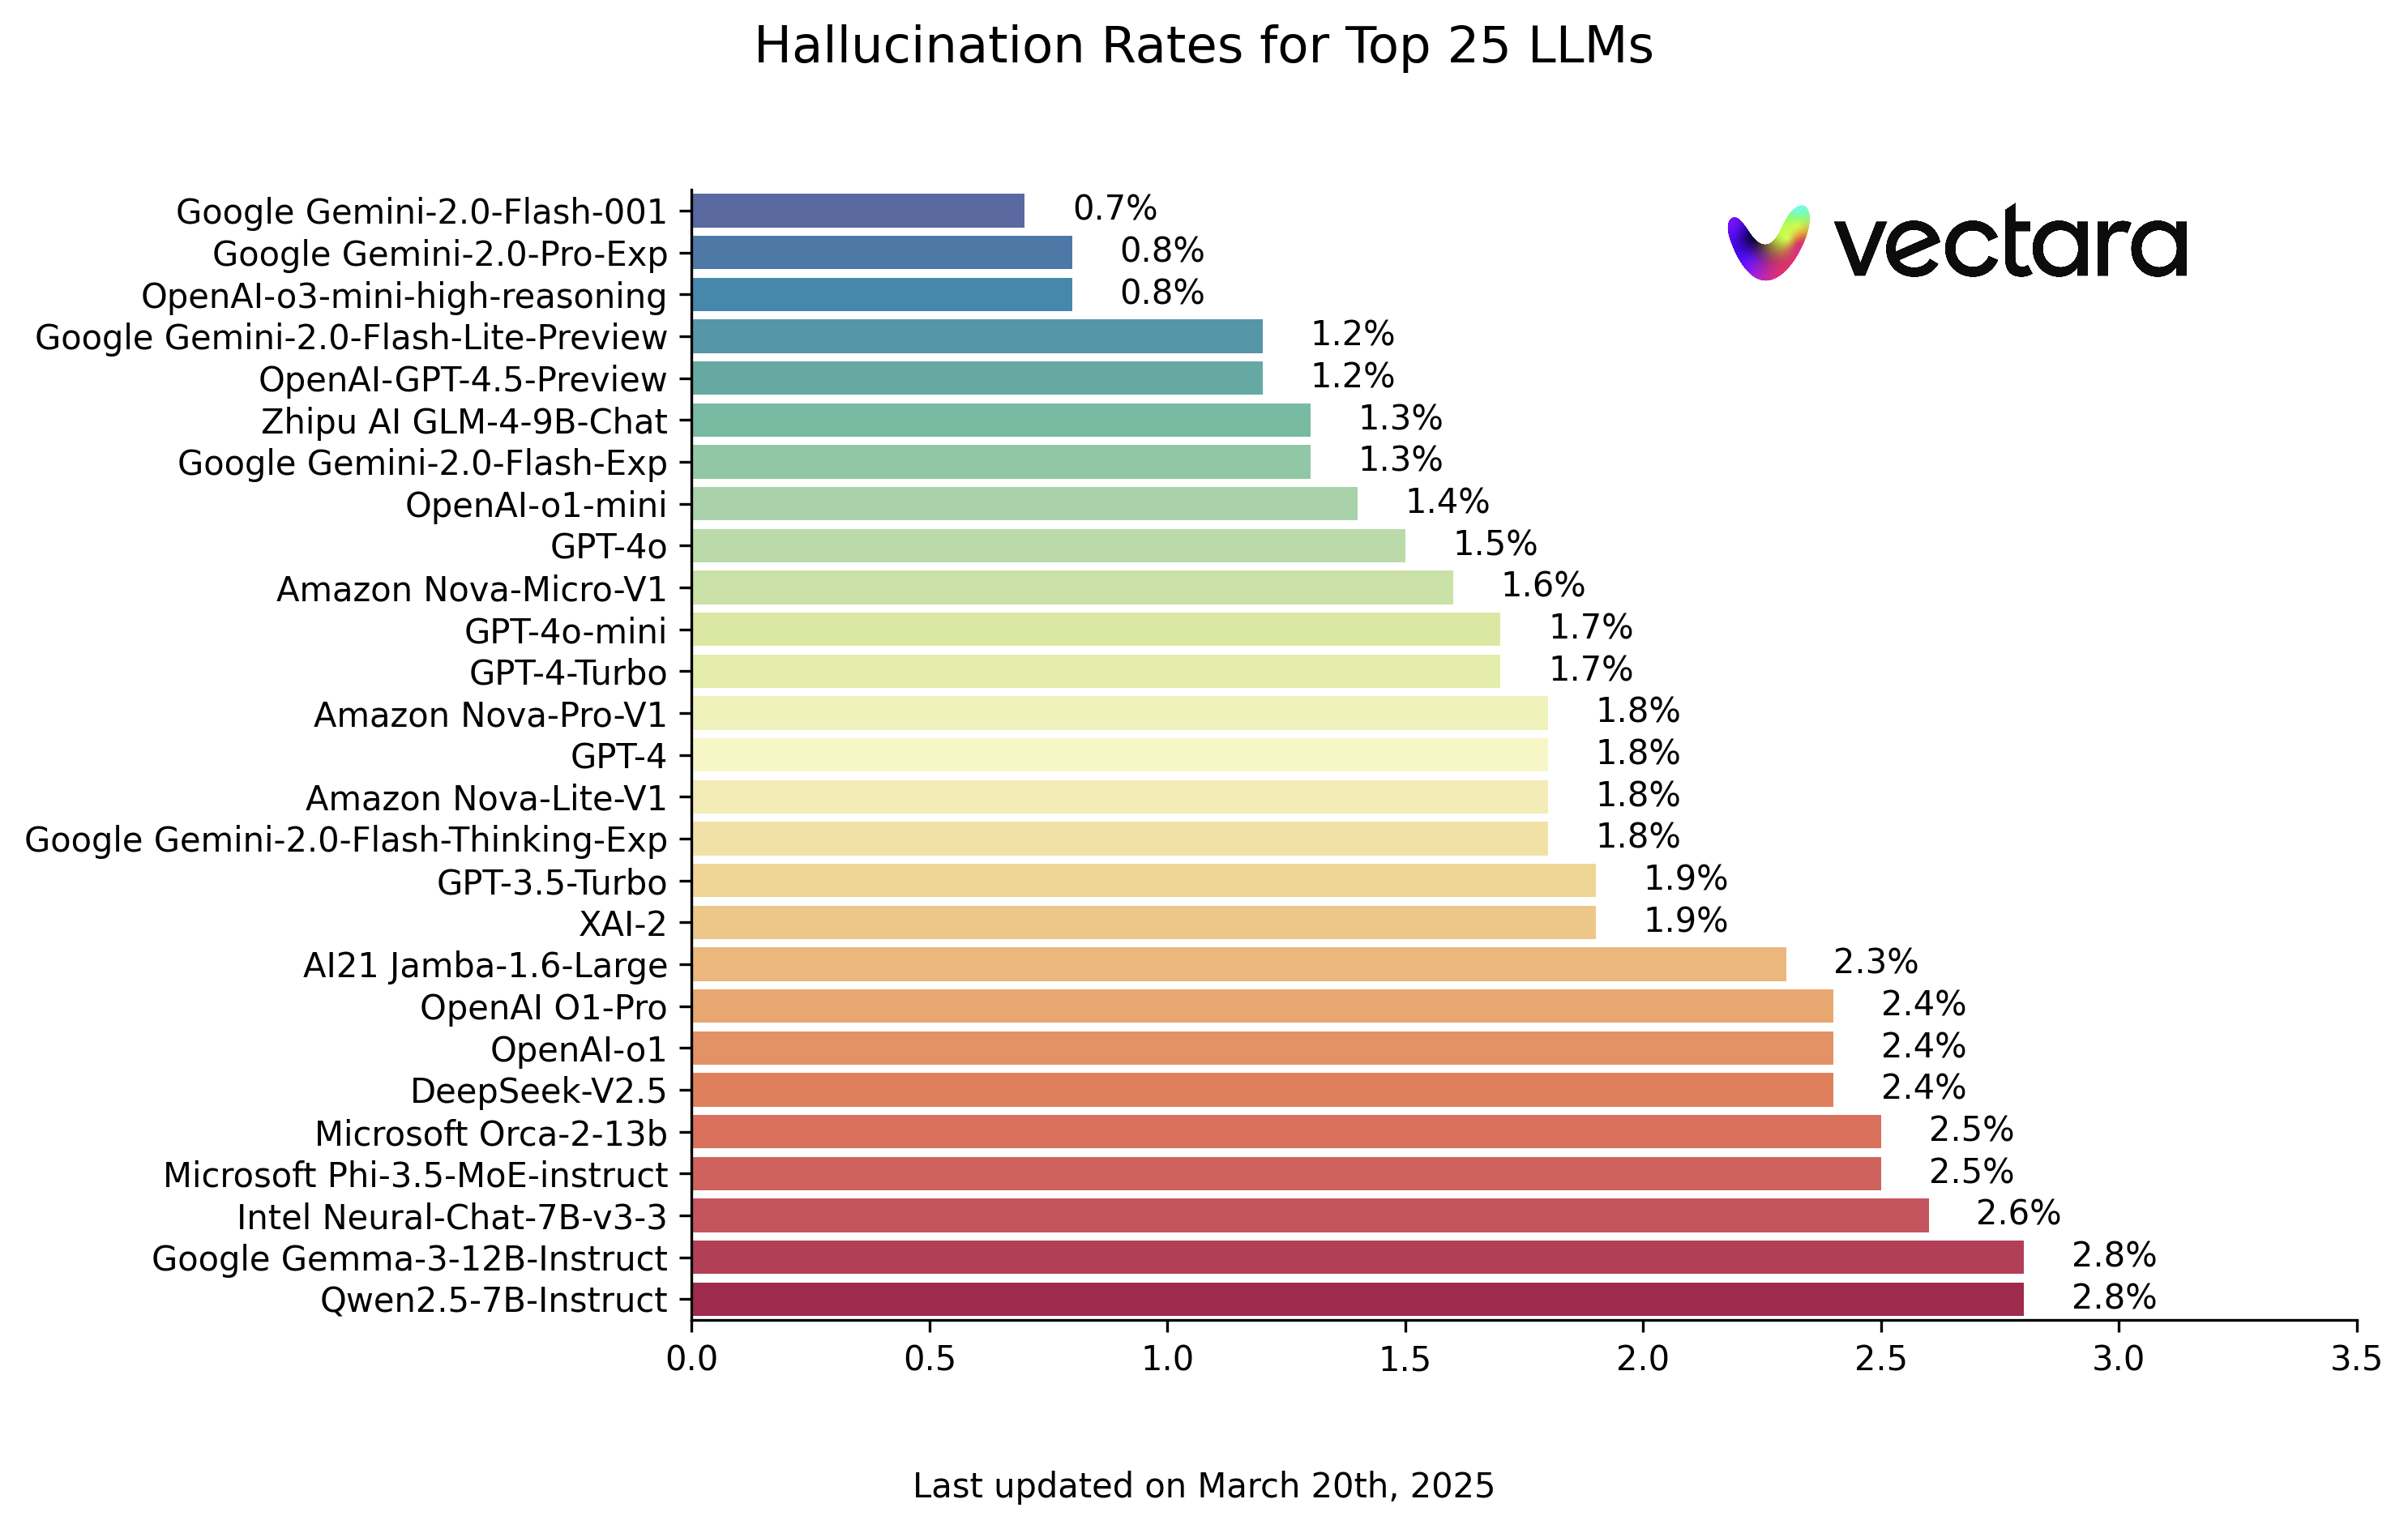 Hallucination Rates for Top 25 LLMs
vectara
Google Gemini-2.0-Flash-001 0.7%
Google Gemini-2.0-Pro-Exp 0.8%
OpenAI-o3-mini-high-reasoning 0.8%
Google Gemini-2.0-Flash-Lite-Preview 1.2%
OpenAI-GPT-4.5-Preview 1.2%
Zhipu AI GLM-4-9B-Chat 1.3%
Google Gemini-2.0-Flash-Exp 1.3%
OpenAI-o1-mini 1.4%
GPT-4o 1.5%
Amazon Nova-Micro-V1 1.6%
GPT-4o-mini 1.7%
GPT-4-Turbo 1.7%
Amazon Nova-Pro-V1 1.8%
GPT-4 1.8%
Amazon Nova-Lite-V1 1.8%
Google Gemini-2.0-Flash-Thinking-Exp 1.8%
GPT-3.5-Turbo 1.9%
XAI-2 1.9%
AI21 Jamba-1.6-Large 2.3%
OpenAI O1-Pro 2.4%
OpenAI-o1 2.4%
DeepSeek-V2.5 2.4%
Microsoft Orca-2-13b 2.5%
Microsoft Phi-3.5-MoE-instruct 2.5%
Intel Neural-Chat-7B-v3-3 2.6%
Google Gemma-3-12B-Instruct 2.8%
Qwen2.5-7B-Instruct 2.8%
0.0 0.5 1.0 1.5 2.0 2.5 3.0 3.5
Last updated on March 20th, 2025